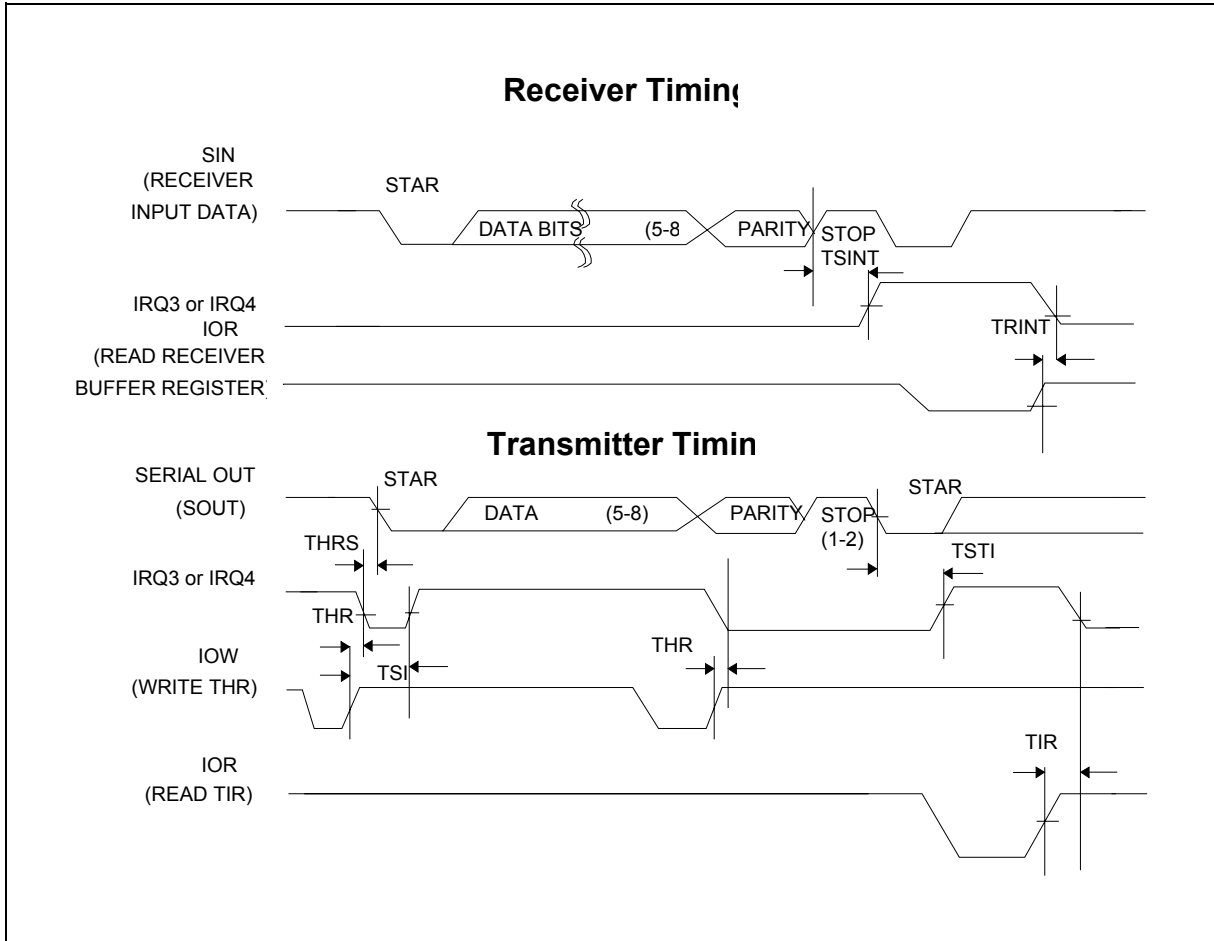 Receiver Timing
SIN
(RECEIVER
INPUT DATA)
STAR
DATA BITS (5-8
PARITY
STOP
TSINT
IRQ3 or IRQ4
IOR
(READ RECEIVER
BUFFER REGISTER)
TRINT
Transmitter Timin
SERIAL OUT
(SOUT)
STAR
DATA (5-8)
PARITY
STOP
(1-2)
STAR
THRS
TSTI
IRQ3 or IRQ4
THR
THR
IOW
(WRITE THR)
TSI
TIR
IOR
(READ TIR)